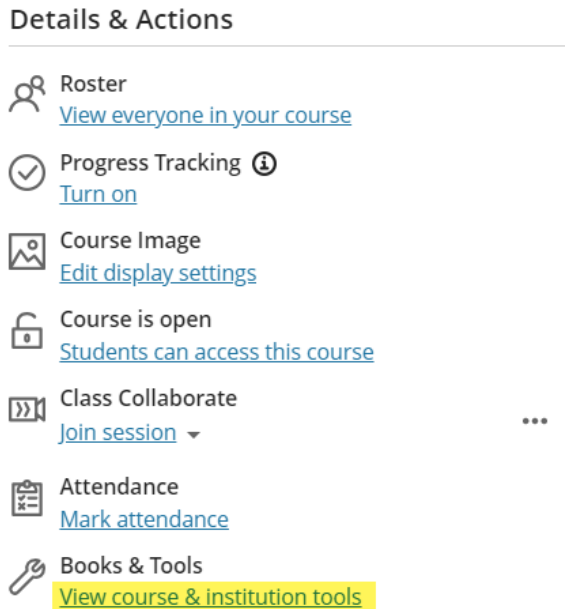 Details & Actions
Roster
View everyone in your course
Progress Tracking
Turn on
Course Image
Edit display settings
Course is open
Students can access this course
Class Collaborate
Join session
Attendance
Mark attendance
Books & Tools
View course & institution tools